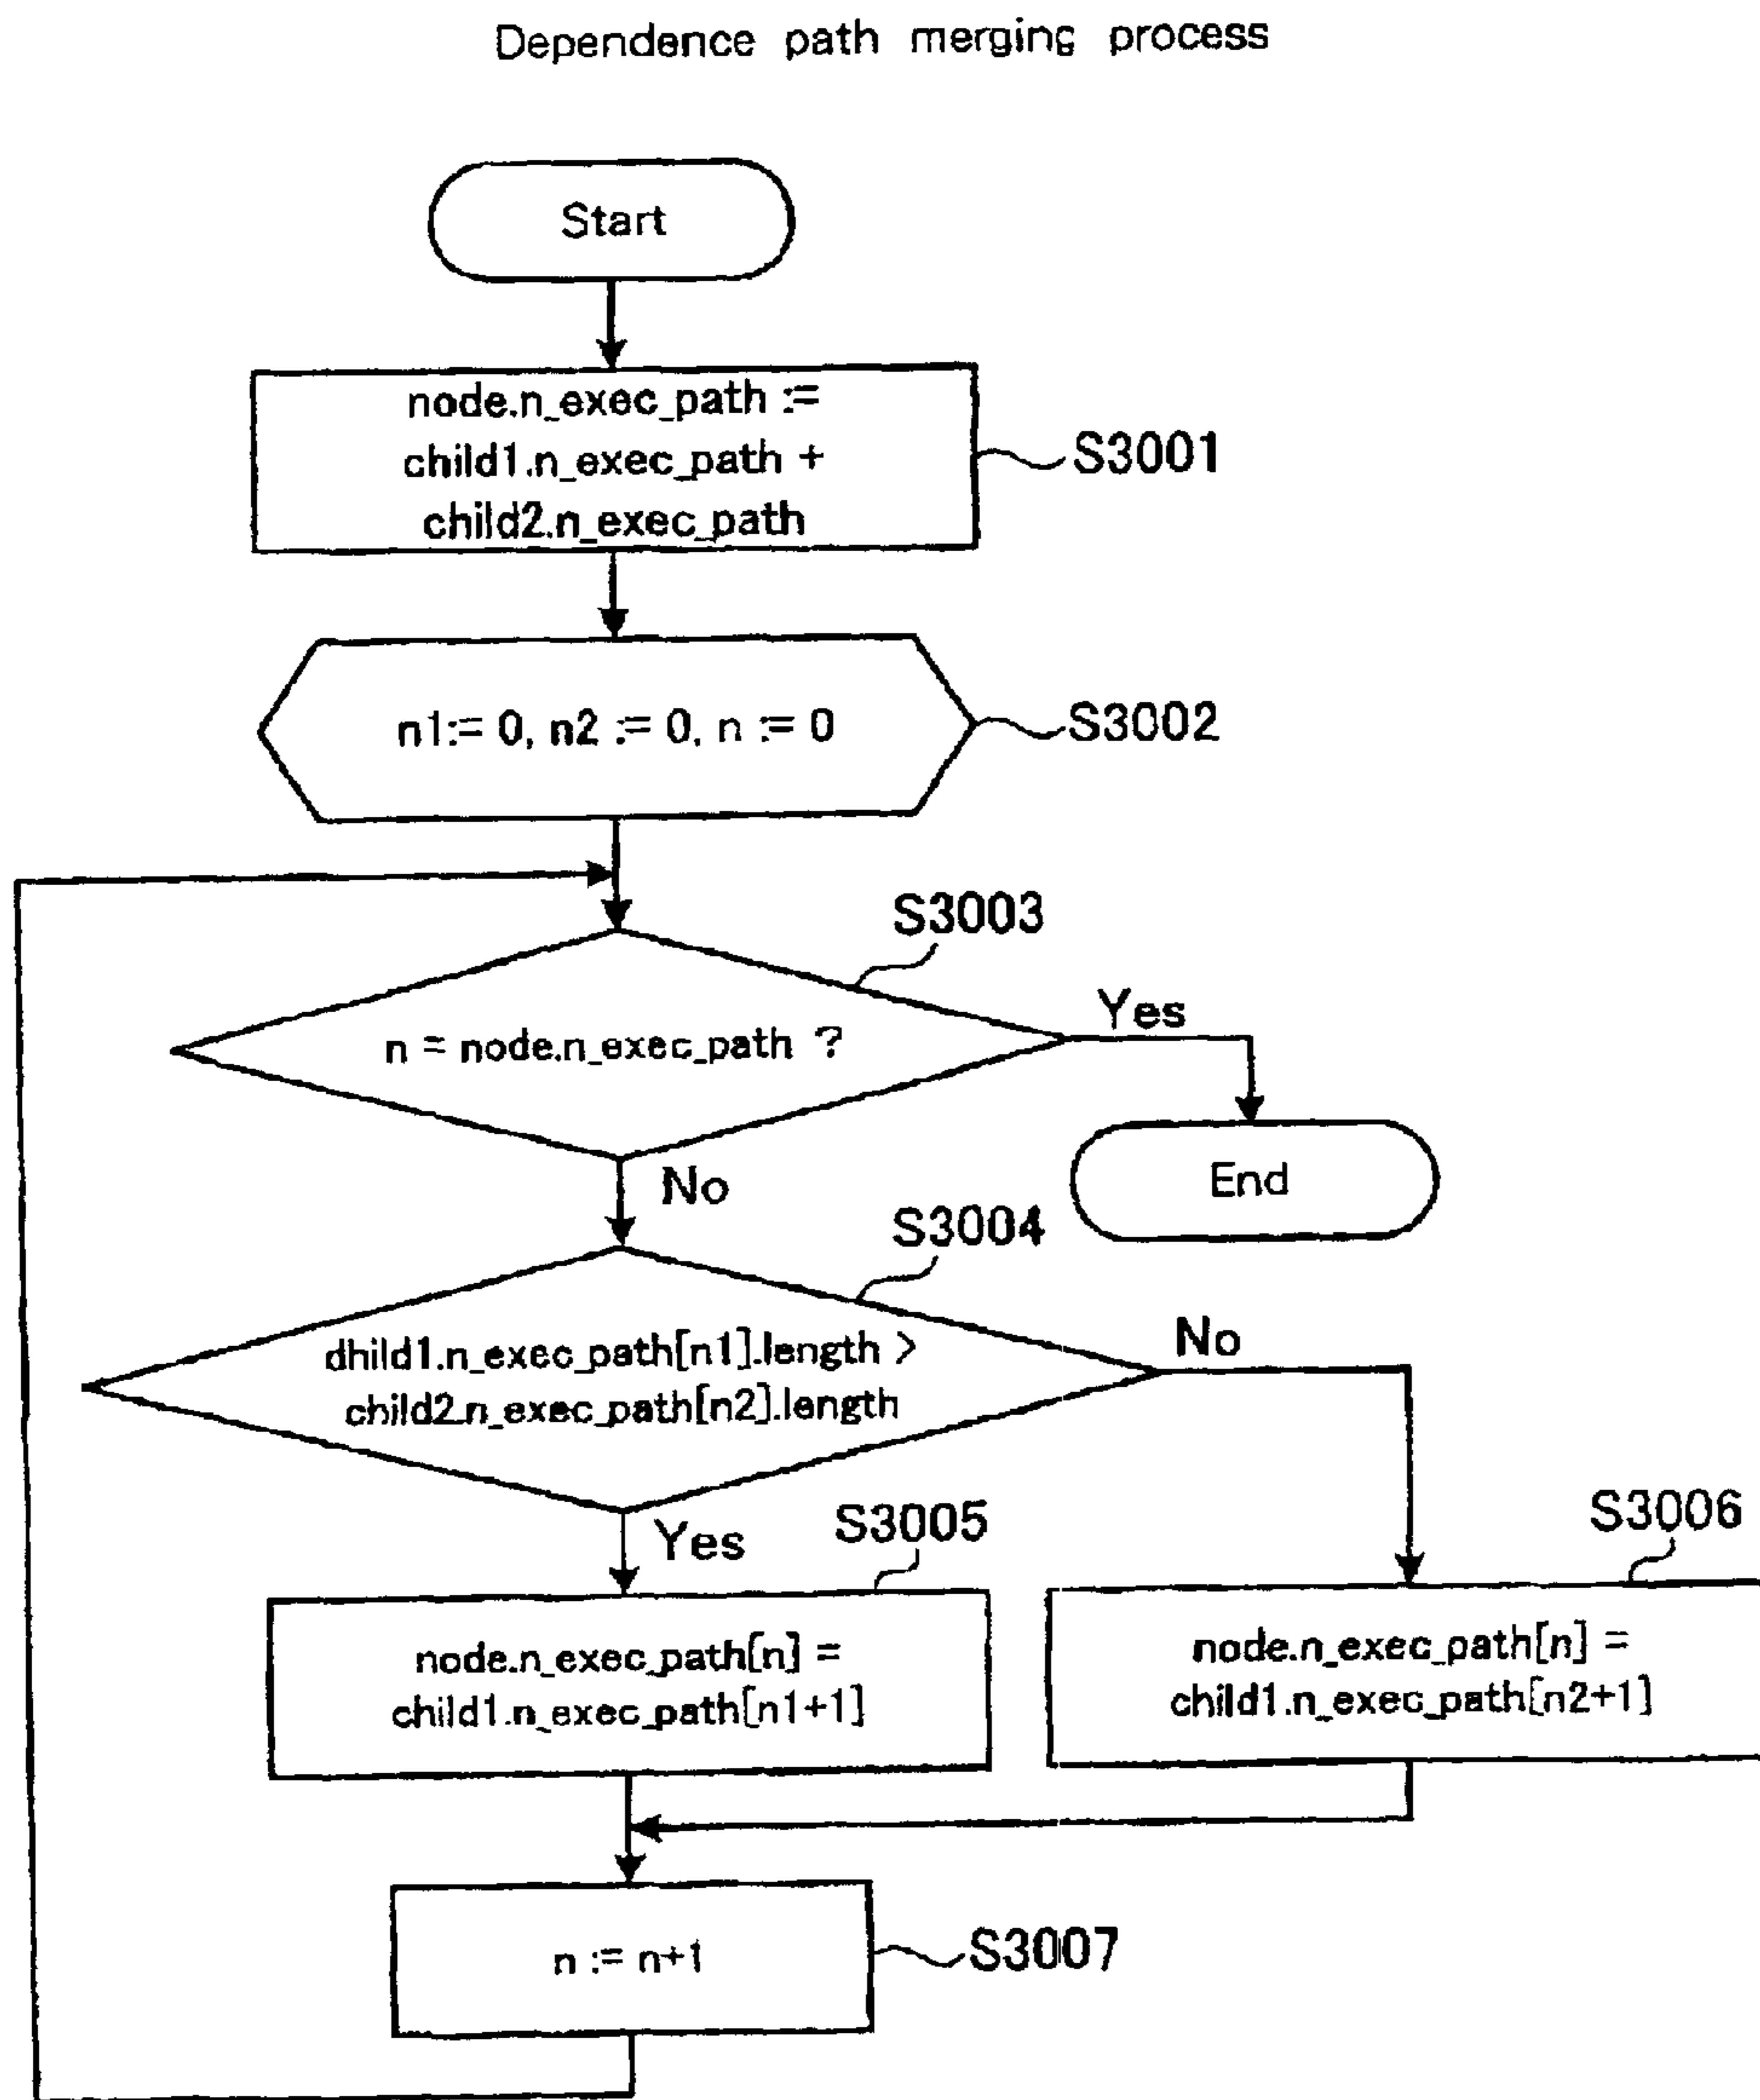 Dependence path merging process
Start
node.n_exec_path :=
child1.n_exec_path +
child2.n_exec_path
S3001
n1:= 0, n2 := 0, n := 0
S3002
S3003
n = node.n_exec_path ?
Yes
End
No
S3004
dhild1.n_exec_path[n1].length >
child2.n_exec_path[n2].length
No
Yes
S3005
S3006
node.n_exec_path[n] =
child1.n_exec_path[n1+1]
node.n_exec_path[n] =
child1.n_exec_path[n2+1]
n := n+1
S3007